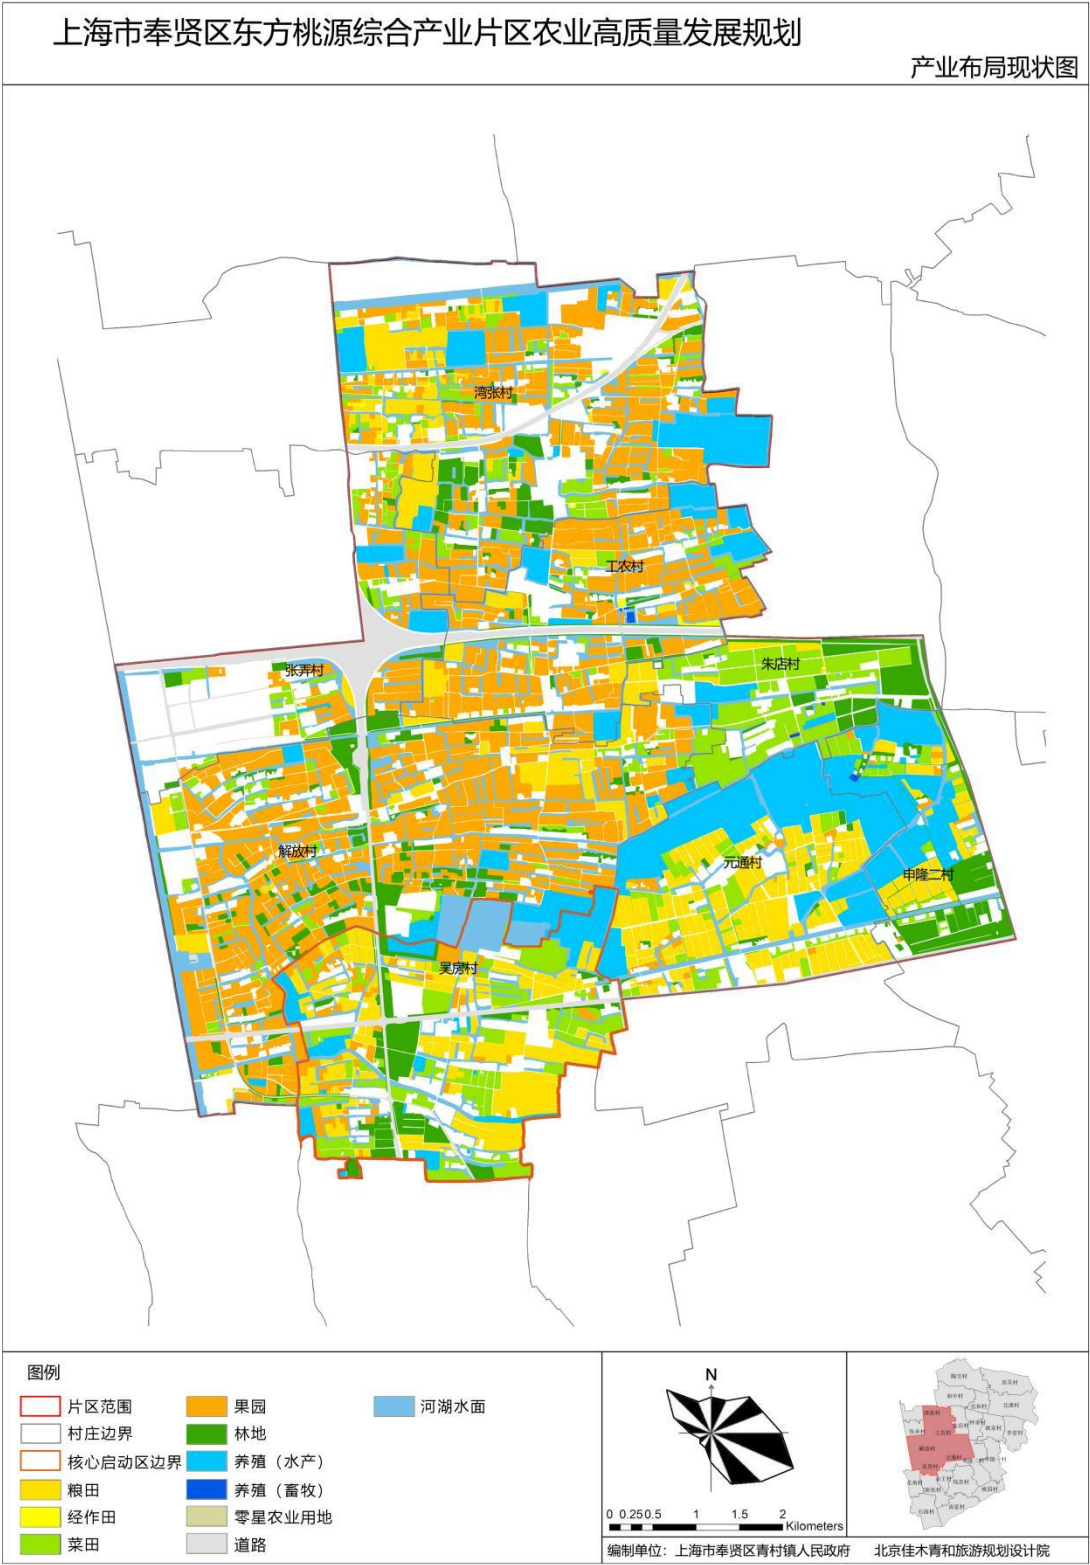 上海市奉贤区东方桃源综合产业片区农业高质量发展规划
产业布局现状图
湾张村
工农村
张弄村
朱店村
解放村
元通村
申隆二村
吴房村
图例
片区范围
村庄边界
核心启动区边界
粮田
经作田
菜田
果园
林地
养殖（水产）
养殖（畜牧）
零星农业用地
道路
河湖水面
N
0 0.25 0.5 1 1.5 2
Kilometers
编制单位：上海市奉贤区青村镇人民政府 北京佳木青和旅游规划设计院